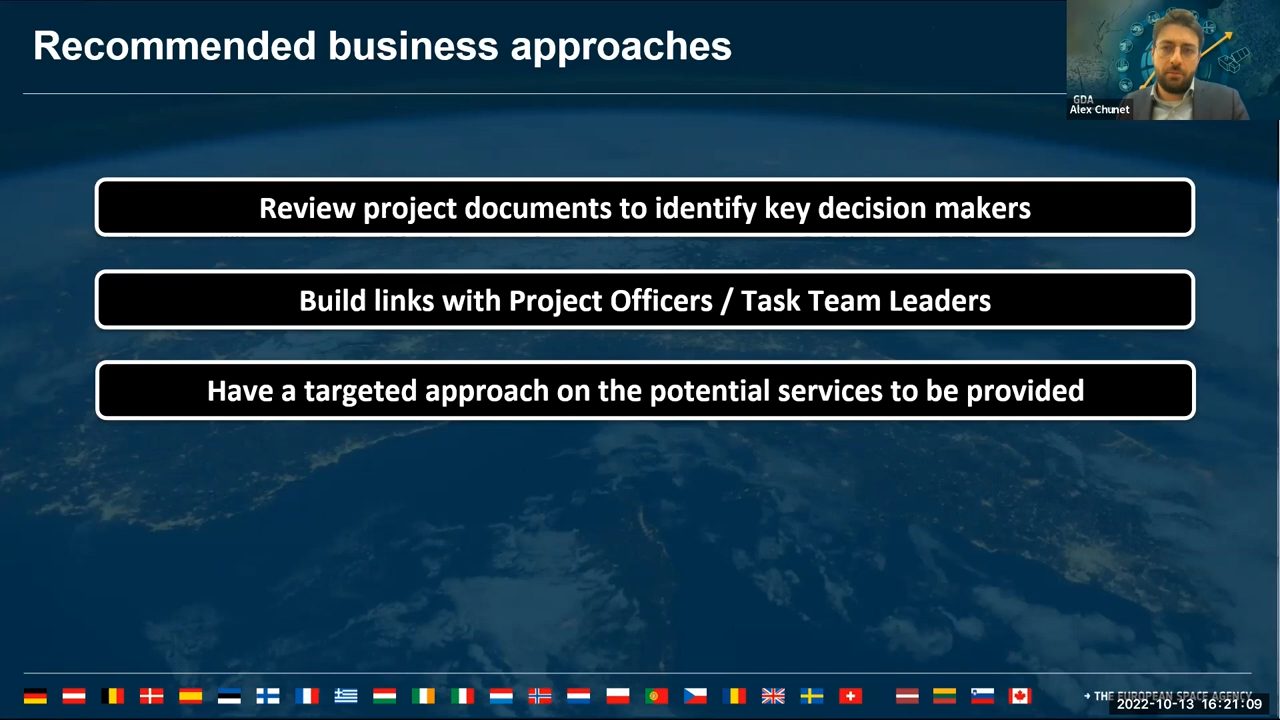 Recommended business approaches
GDA
Alex Chunet
Review project documents to identify key decision makers
Build links with Project Officers / Task Team Leaders
Have a targeted approach on the potential services to be provided
→ THE EUROPEAN SPACE AGENCY
2022-10-13 16:21:09